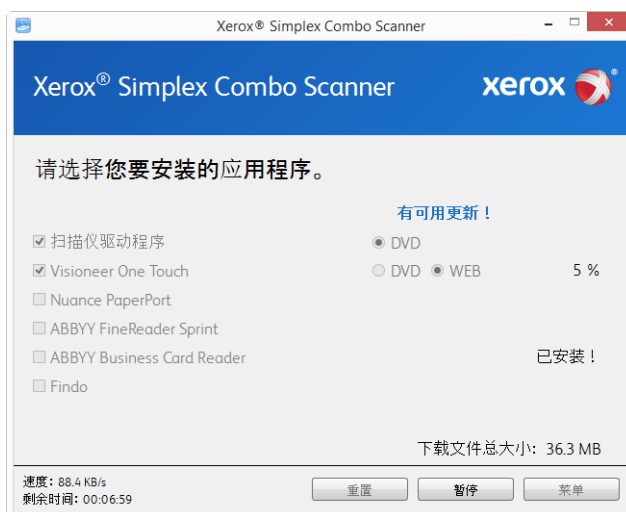 Xerox® Simplex Combo Scanner
Xerox® Simplex Combo Scanner xerox
请选择您要安装的应用程序。
有可用更新！
扫描仪驱动程序 DVD
Visioneer One Touch DVD WEB 5 %
Nuance PaperPort
ABBYY FineReader Sprint
ABBYY Business Card Reader 已安装！
Findo
下载文件总大小: 36.3 MB
速度: 88.4 KB/s
剩余时间: 00:06:59
重置 暂停 菜单